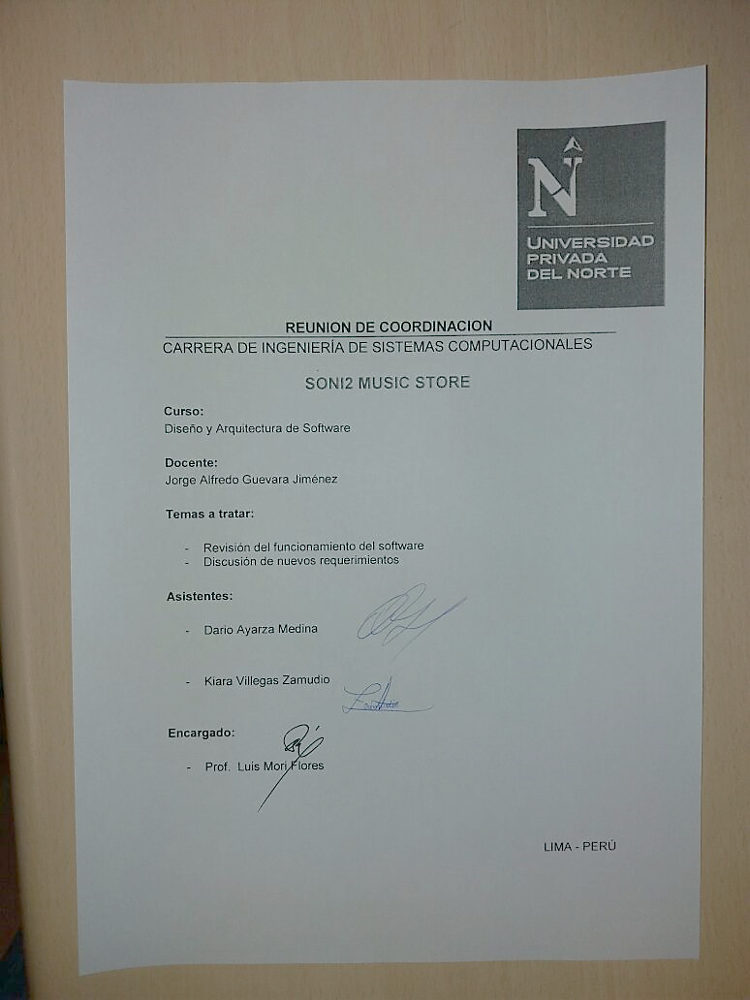 N
UNIVERSIDAD
PRIVADA
DEL NORTE
REUNION DE COORDINACION
CARRERA DE INGENIERÍA DE SISTEMAS COMPUTACIONALES
SONI2 MUSIC STORE
Curso:
Diseño y Arquitectura de Software
Docente:
Jorge Alfredo Guevara Jiménez
Temas a tratar:
- Revisión del funcionamiento del software
- Discusión de nuevos requerimientos
Asistentes:
- Dario Ayarza Medina
- Kiara Villegas Zamudio
Encargado:
- Prof. Luis Mori Flores
LIMA - PERÚ